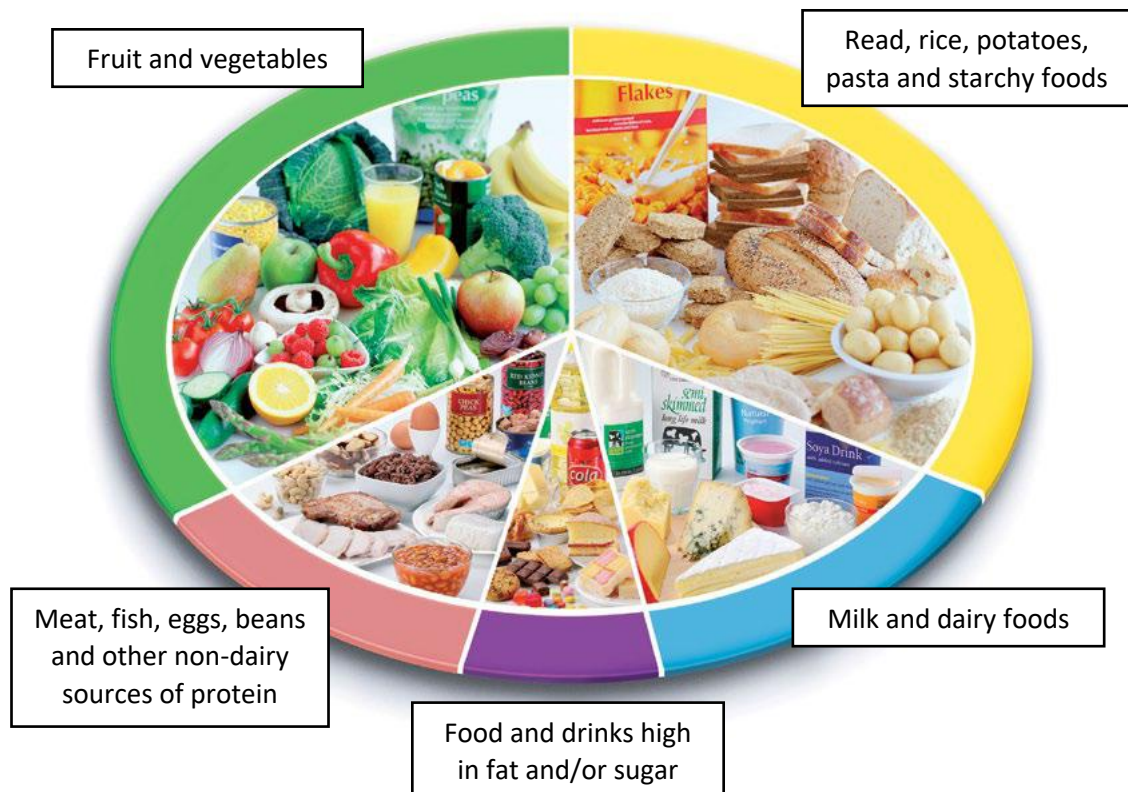 Fruit and vegetables
Read, rice, potatoes,
pasta and starchy foods
peas
Flakes
CHICK
PEAS
RED KIDNEY
BEANS
cola
semi
skimmed
long life milk
Natural
Soya Drink
Meat, fish, eggs, beans
and other non-dairy
sources of protein
Milk and dairy foods
Food and drinks high
in fat and/or sugar